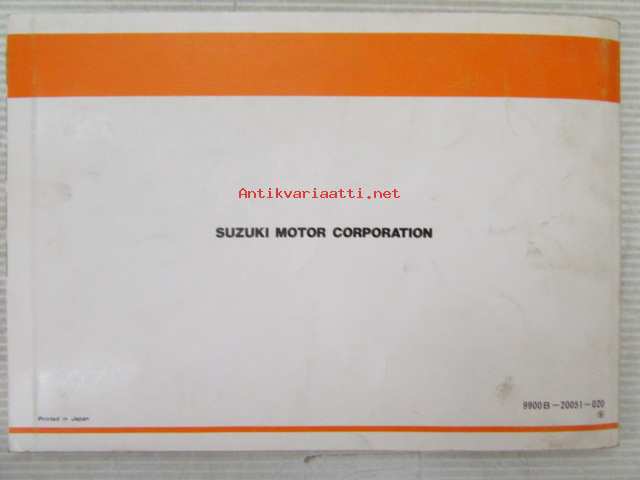 Antikvariaatti.net
SUZUKI MOTOR CORPORATION
9900B-20051-020
Printed in Japan